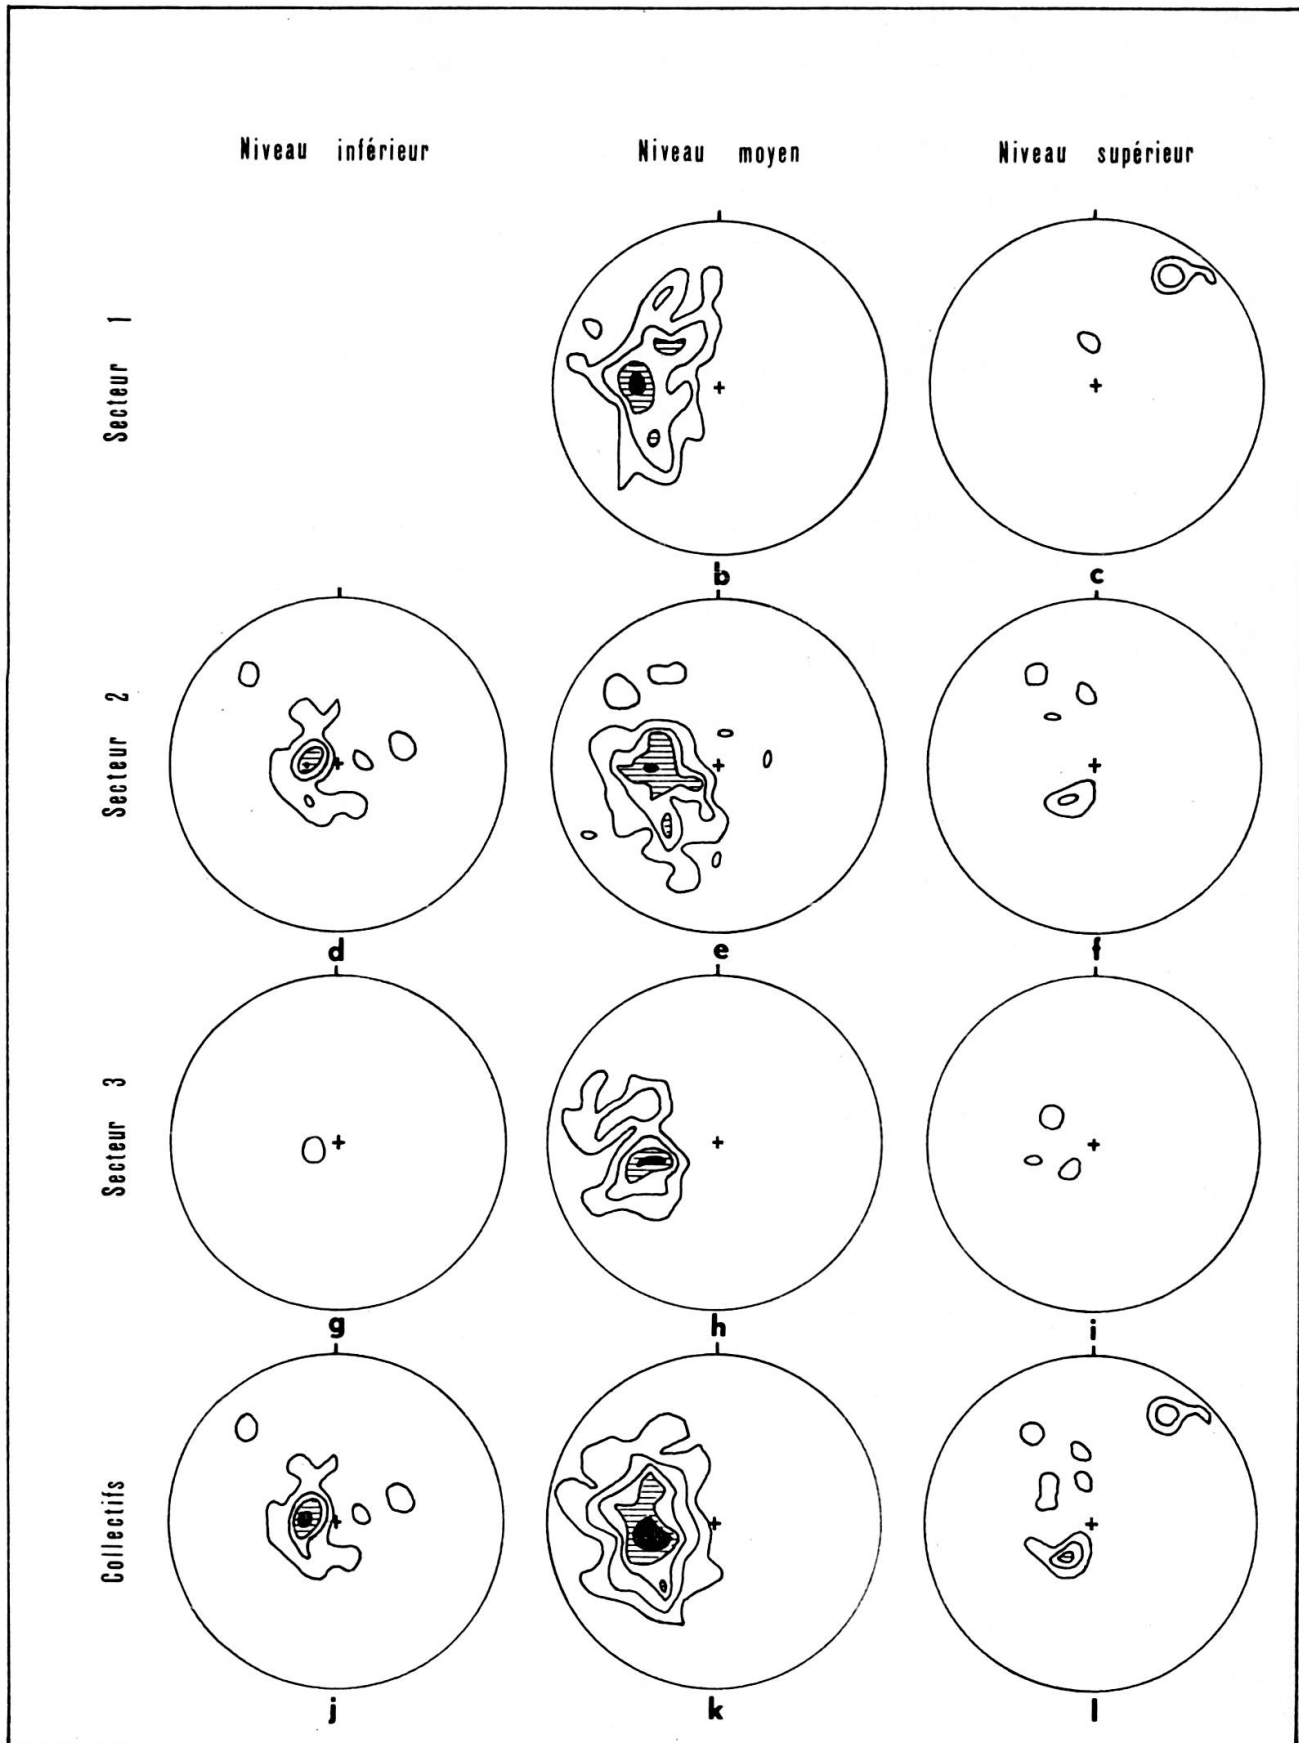 Niveau inférieur
Niveau moyen
Niveau supérieur
Secteur 1
b
c
Secteur 2
d
e
f
Secteur 3
g
h
i
Collectifs
j
k
l